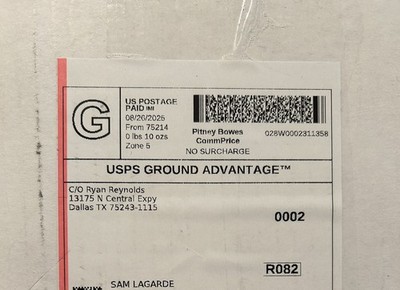 G
US POSTAGE
PAID IMI
08/26/2025
From 75214
0 lbs 10 ozs
Zone 5
Pitney Bowes
CommPrice
028W0002311358
NO SURCHARGE
USPS GROUND ADVANTAGE™
C/O Ryan Reynolds
13175 N Central Expy
Dallas TX 75243-1115
0002
R082
SAM LAGARDE